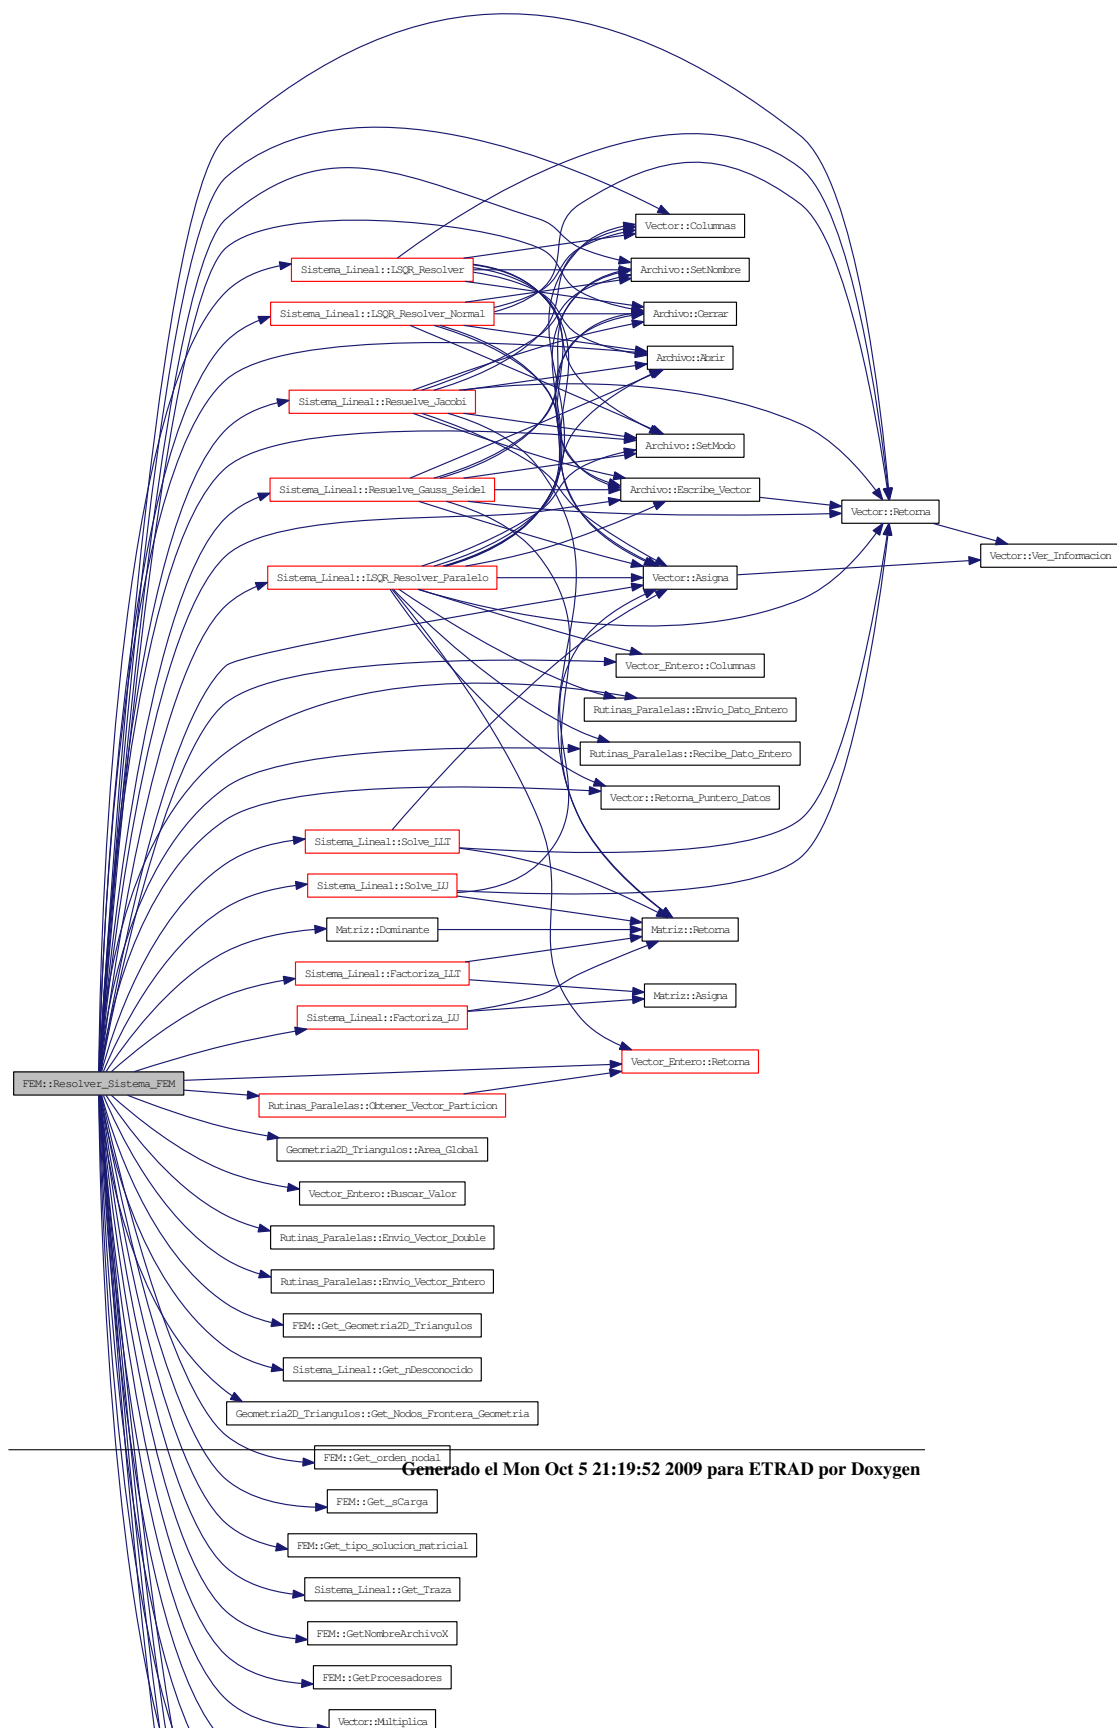 Vector::Columnas
Sistema_Lineal::LSQR_Resolver
Archivo::SetNombre
Sistema_Lineal::LSQR_Resolver_Normal
Archivo::Cerrar
Archivo::Abrir
Sistema_Lineal::Resuelve_Jacobi
Archivo::SetModo
Sistema_Lineal::Resuelve_Gauss_Seidel
Archivo::Escribe_Vector
Vector::Retorna
Vector::Ver_Informacion
Sistema_Lineal::LSQR_Resolver_Paralelo
Vector::Asigna
Vector_Entero::Columnas
Rutinas_Paralelas::Envio_Dato_Entero
Rutinas_Paralelas::Recibe_Dato_Entero
Vector::Retorna_Puntero_Datos
Sistema_Lineal::Solve_LLT
Sistema_Lineal::Solve_LU
Matriz::Dominante
Matriz::Retorna
Sistema_Lineal::Factoriza_LLT
Matriz::Asigna
Sistema_Lineal::Factoriza_LU
Vector_Entero::Retorna
FEM::Resolver_Sistema_FEM
Rutinas_Paralelas::Obtener_Vector_Particion
Geometria2D_Triangulos::Area_Global
Vector_Entero::Buscar_Valor
Rutinas_Paralelas::Envio_Vector_Double
Rutinas_Paralelas::Envio_Vector_Entero
FEM::Get_Geometria2D_Triangulos
Sistema_Lineal::Get_nDesconocido
Geometria2D_Triangulos::Get_Nodos_Frontera_Geometria
FEM::Get_orden_nodal
Generado el Mon Oct 5 21:19:52 2009 para ETRAD por Doxygen
FEM::Get_sCarga
FEM::Get_tipo_solucion_matricial
Sistema_Lineal::Get_Traza
FEM::GetNombreArchivoX
FEM::GetProcesadores
Vector::Multiplica